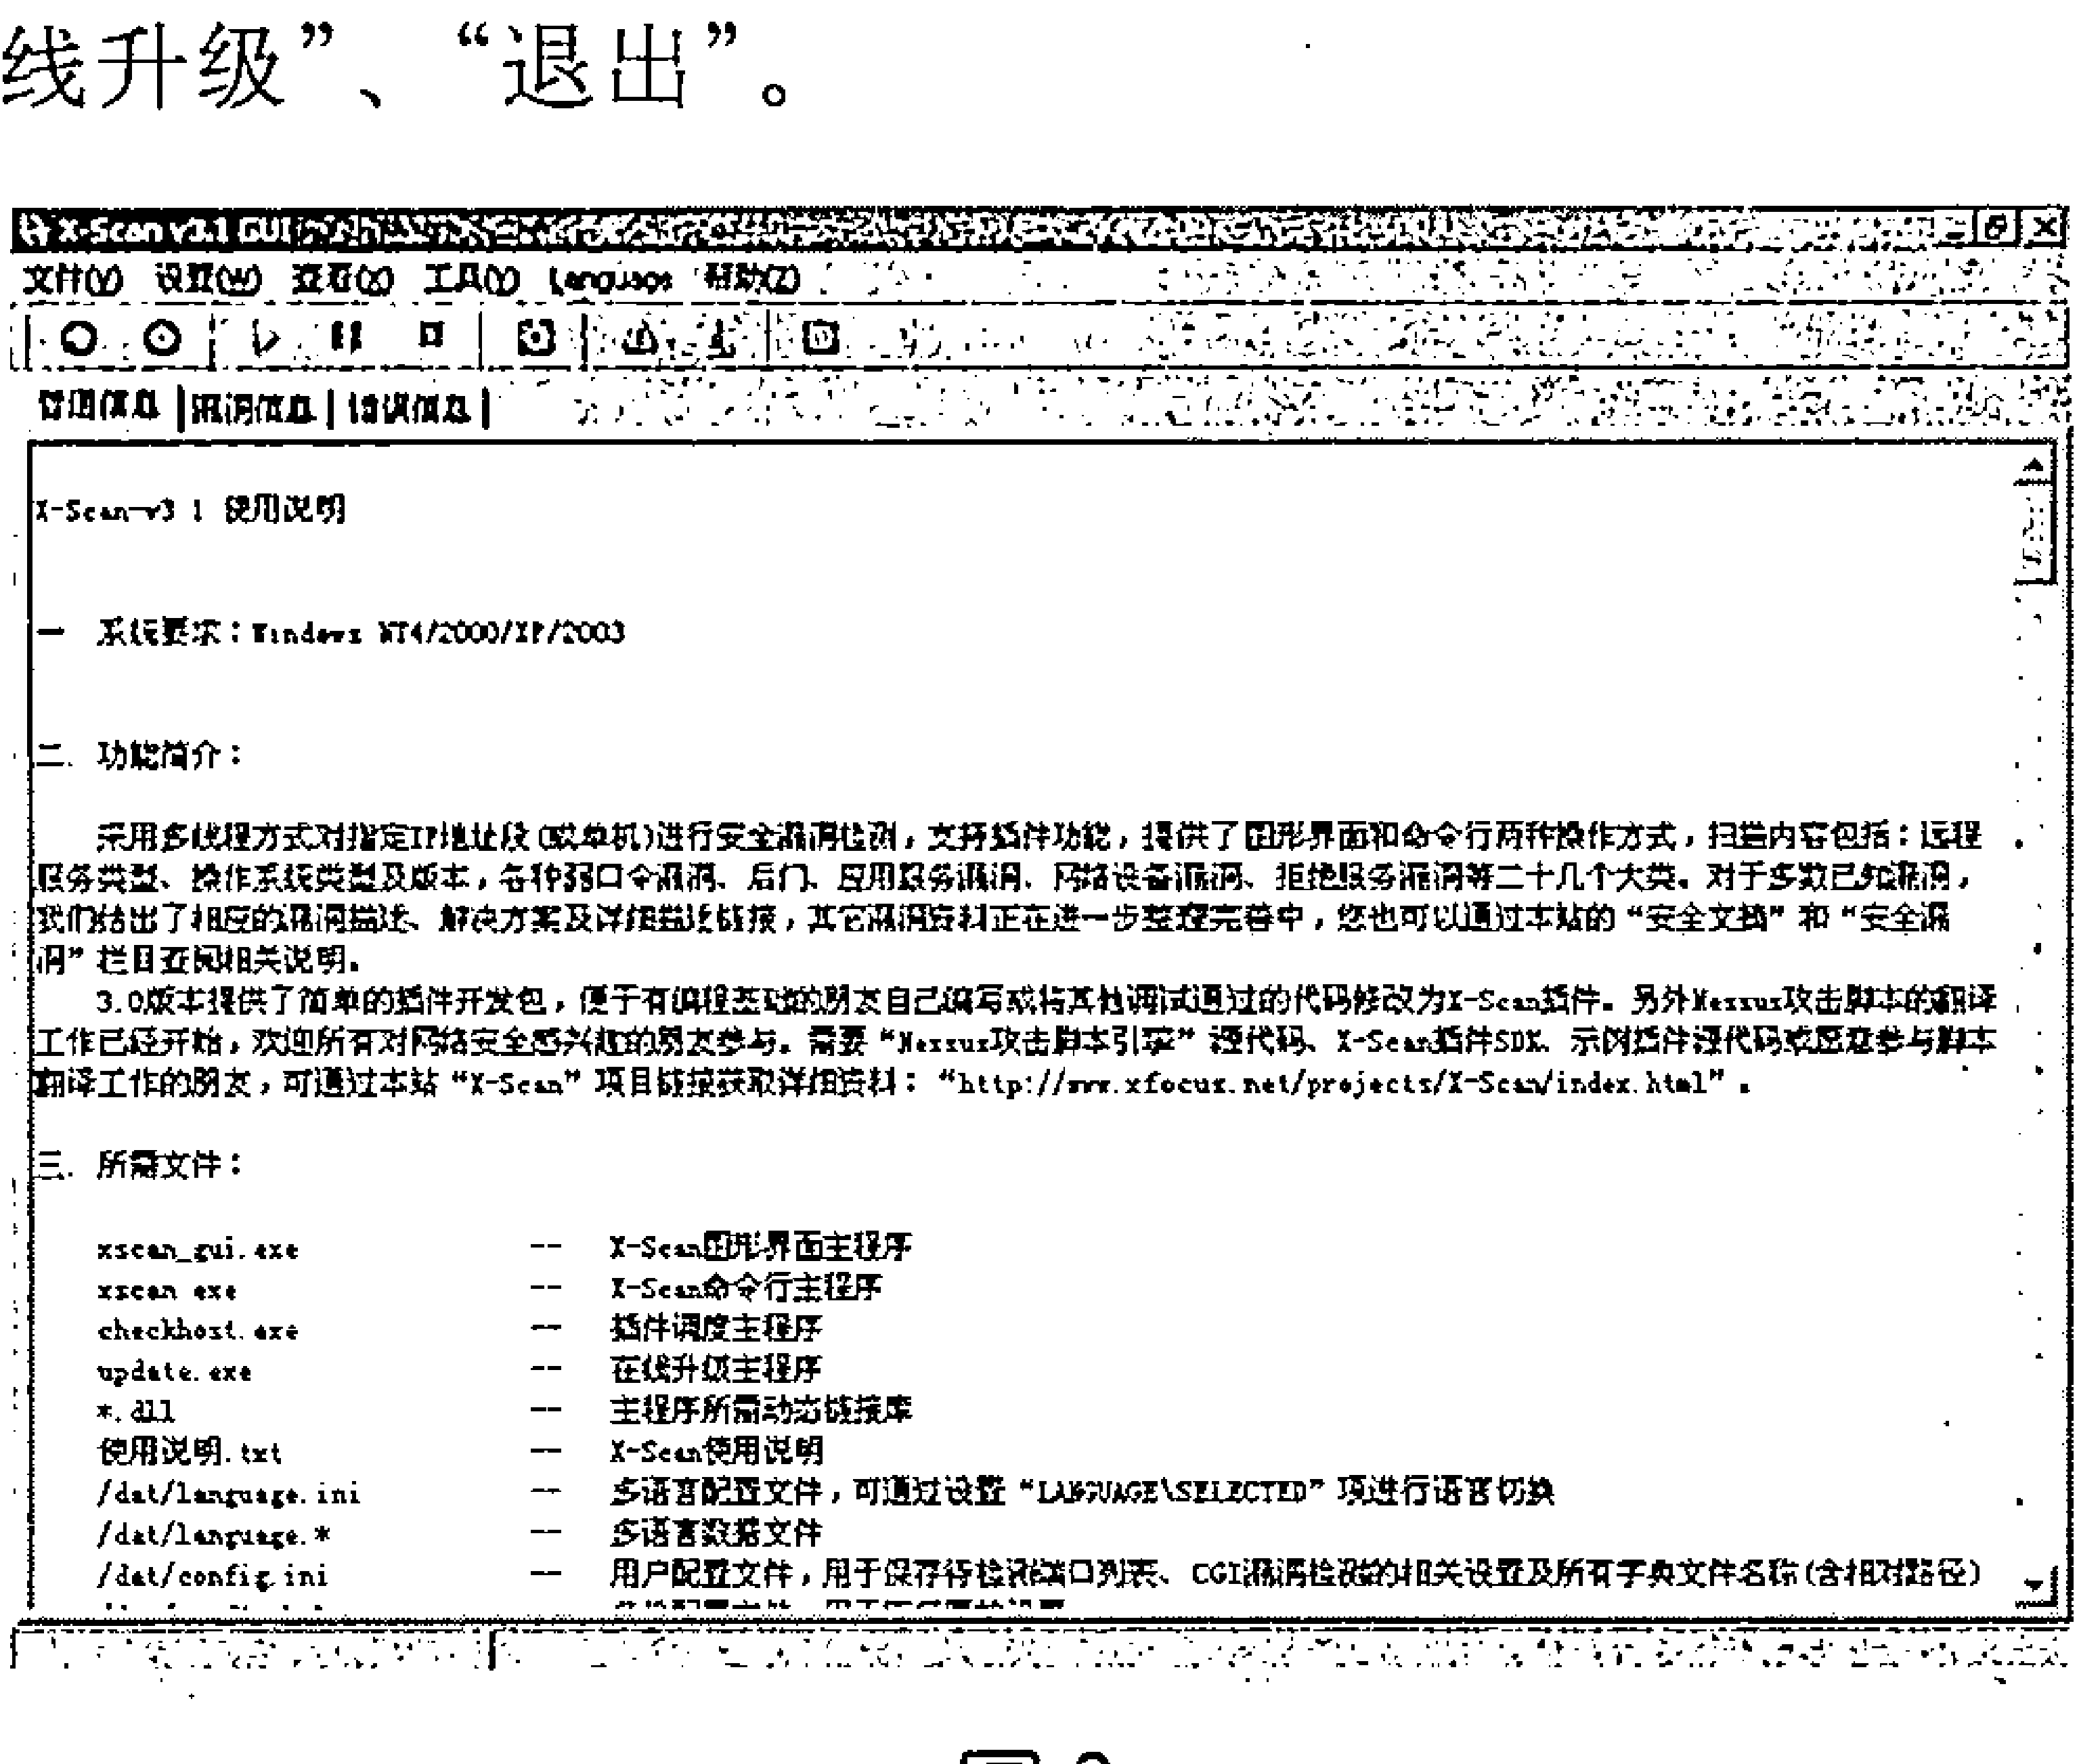 线升级”、“退出”。
X-Scan v3.1 GUI
文件(V) 设置(W) 查看(X) 工具(Y) Language 帮助(Z)
普通信息 漏洞信息 错误信息
X-Scan-v3 1 使用说明
一 系统要求：Windows NT4/2000/XP/2003
二. 功能简介：
采用多线程方式对指定IP地址段(或单机)进行安全漏洞检测，支持插件功能，提供了图形界面和命令行两种操作方式，扫描内容包括：远程
服务类型、操作系统类型及版本，各种弱口令漏洞、后门、应用服务漏洞、网络设备漏洞、拒绝服务漏洞等二十几个大类。对于多数已知漏洞，
我们给出了相应的漏洞描述、解决方案及详细描述链接，其它漏洞资料正在进一步整理完善中，您也可以通过本站的“安全文摘”和“安全漏
洞”栏目查阅相关说明。
3.0版本提供了简单的插件开发包，便于有编程基础的朋友自己编写或将其他调试通过的代码修改为X-Scan插件。另外Nessus攻击脚本的翻译
工作已经开始，欢迎所有对网络安全感兴趣的朋友参与。需要“Nessus攻击脚本引擎”源代码、X-Scan插件SDK、示例插件源代码或愿意参与脚本
翻译工作的朋友，可通过本站“X-Scan”项目链接获取详细资料：“http://www.xfocus.net/projects/X-Scan/index.html”。
三. 所需文件：
xscan_gui.exe -- X-Scan图形界面主程序
xscan exe -- X-Scan命令行主程序
checkhost.exe -- 插件调度主程序
update.exe -- 在线升级主程序
*.dll -- 主程序所需动态链接库
使用说明.txt -- X-Scan使用说明
/dat/language.ini -- 多语言配置文件，可通过设置“LANGUAGE\SELECTED”项进行语言切换
/dat/language.* -- 多语言数据文件
/dat/config.ini -- 用户配置文件，用于保存待检测端口列表、CGI漏洞检测的相关设置及所有字典文件名称(含相对路径)